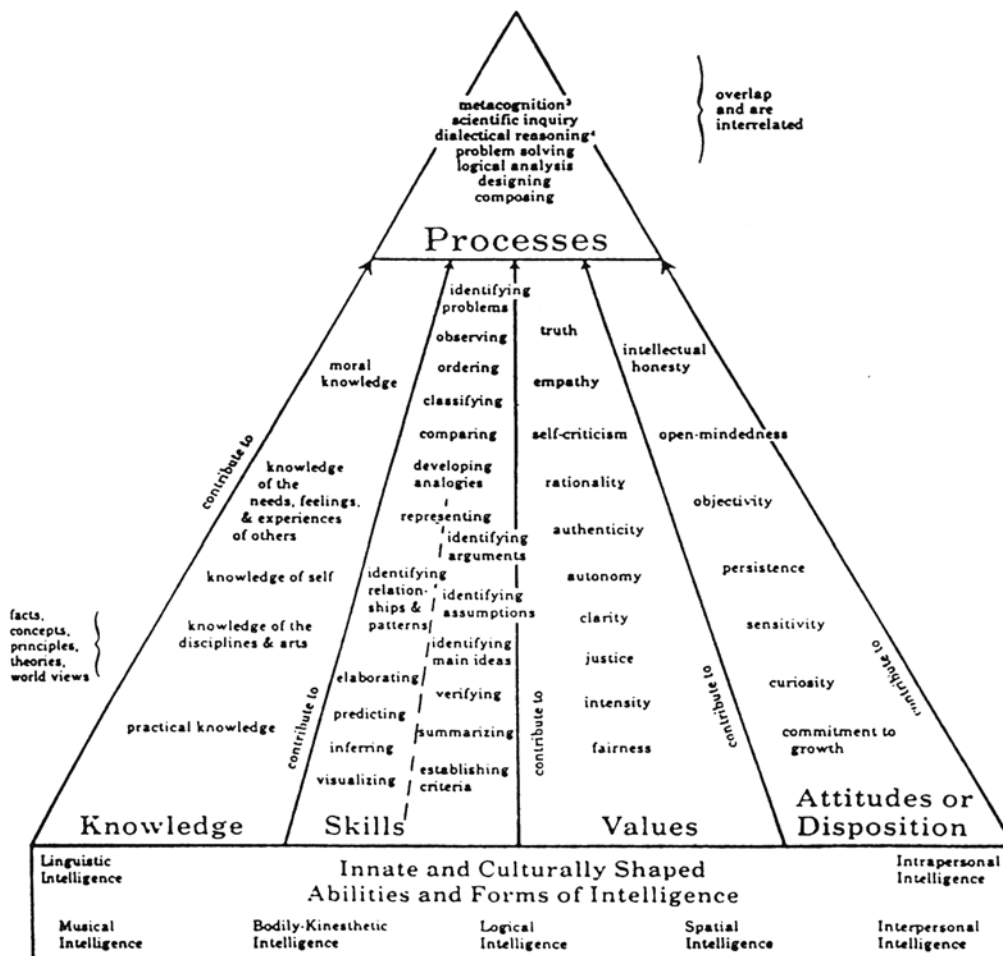 metacognition³
scientific inquiry
dialectical reasoning⁴
problem solving
logical analysis
designing
composing
Processes
overlap
and are
interrelated
contribute to
moral
knowledge
knowledge
of the
needs, feelings,
& experiences
of others
knowledge of self
knowledge of the
disciplines & arts
practical knowledge
facts,
concepts,
principles,
theories,
world views
Knowledge
contribute to
identifying
problems
observing
ordering
classifying
comparing
developing
analogies
representing
identifying
relation-
ships &
patterns
elaborating
predicting
inferring
visualizing
identifying
arguments
identifying
assumptions
identifying
main ideas
verifying
summarizing
establishing
criteria
Skills
contribute to
truth
empathy
self-criticism
rationality
authenticity
autonomy
clarity
justice
intensity
fairness
Values
contribute to
intellectual
honesty
open-mindedness
objectivity
persistence
sensitivity
curiosity
commitment to
growth
contribute to
Attitudes or
Disposition
Innate and Culturally Shaped
Abilities and Forms of Intelligence
Linguistic
Intelligence
Intrapersonal
Intelligence
Musical
Intelligence
Bodily-Kinesthetic
Intelligence
Logical
Intelligence
Spatial
Intelligence
Interpersonal
Intelligence